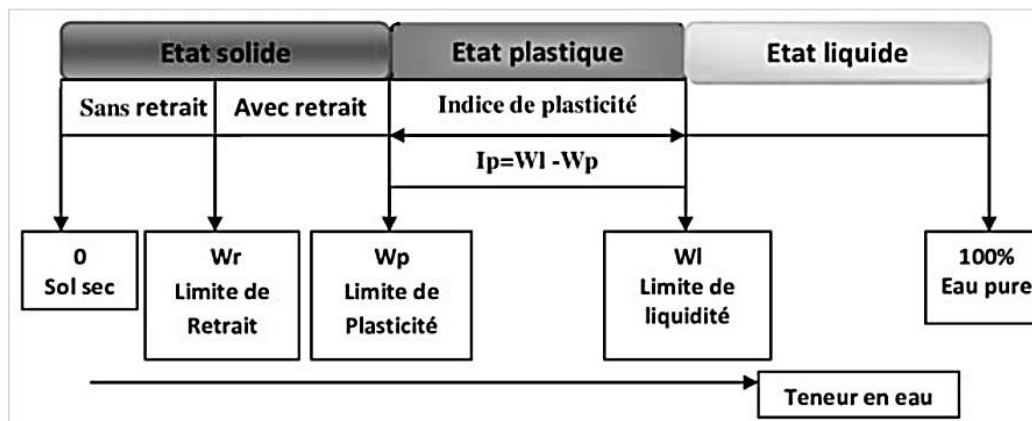 Etat solide
Etat plastique
Etat liquide
Sans retrait
Avec retrait
Indice de plasticité
Ip=Wl -Wp
0
Sol sec
Wr
Limite de
Retrait
Wp
Limite de
Plasticité
Wl
Limite de
liquidité
100%
Eau pure
Teneur en eau